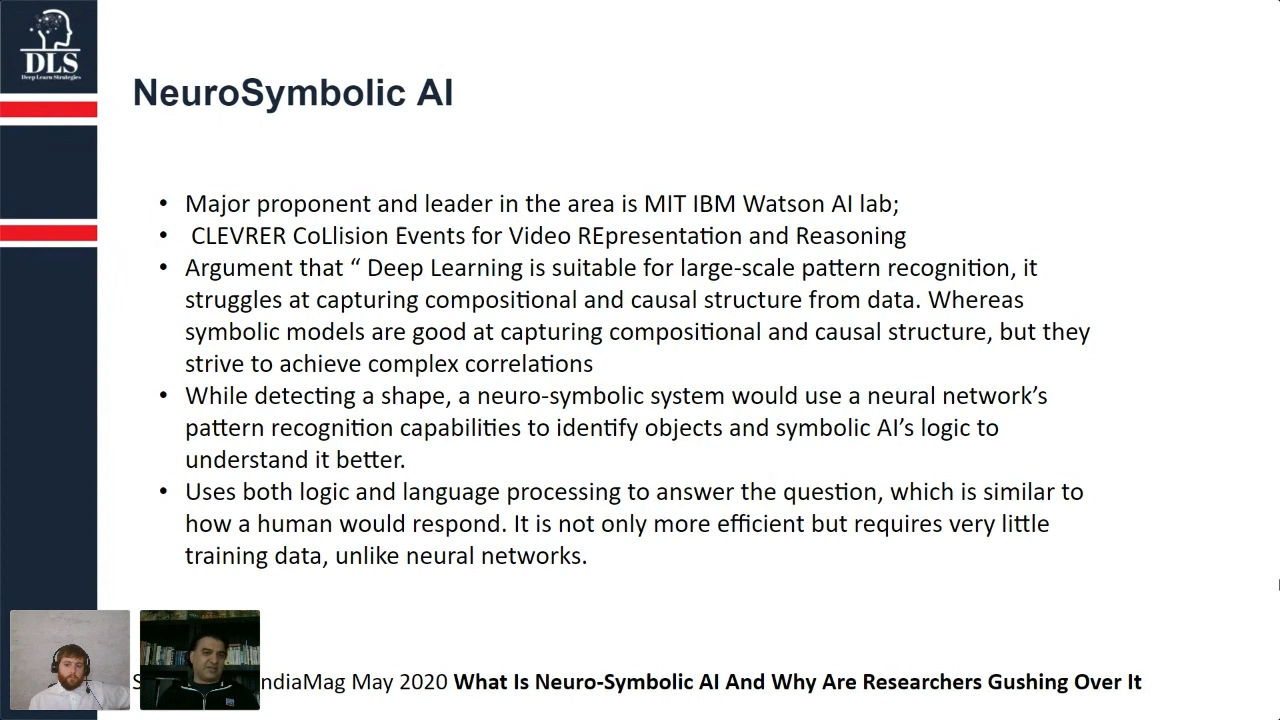 DLS
Deep Learn Strategies
NeuroSymbolic AI
• Major proponent and leader in the area is MIT IBM Watson AI lab;
• CLEVRER CoLlision Events for Video REpresentation and Reasoning
• Argument that “ Deep Learning is suitable for large-scale pattern recognition, it
struggles at capturing compositional and causal structure from data. Whereas
symbolic models are good at capturing compositional and causal structure, but they
strive to achieve complex correlations
• While detecting a shape, a neuro-symbolic system would use a neural network’s
pattern recognition capabilities to identify objects and symbolic AI’s logic to
understand it better.
• Uses both logic and language processing to answer the question, which is similar to
how a human would respond. It is not only more efficient but requires very little
training data, unlike neural networks.
ndiaMag May 2020 What Is Neuro-Symbolic AI And Why Are Researchers Gushing Over It